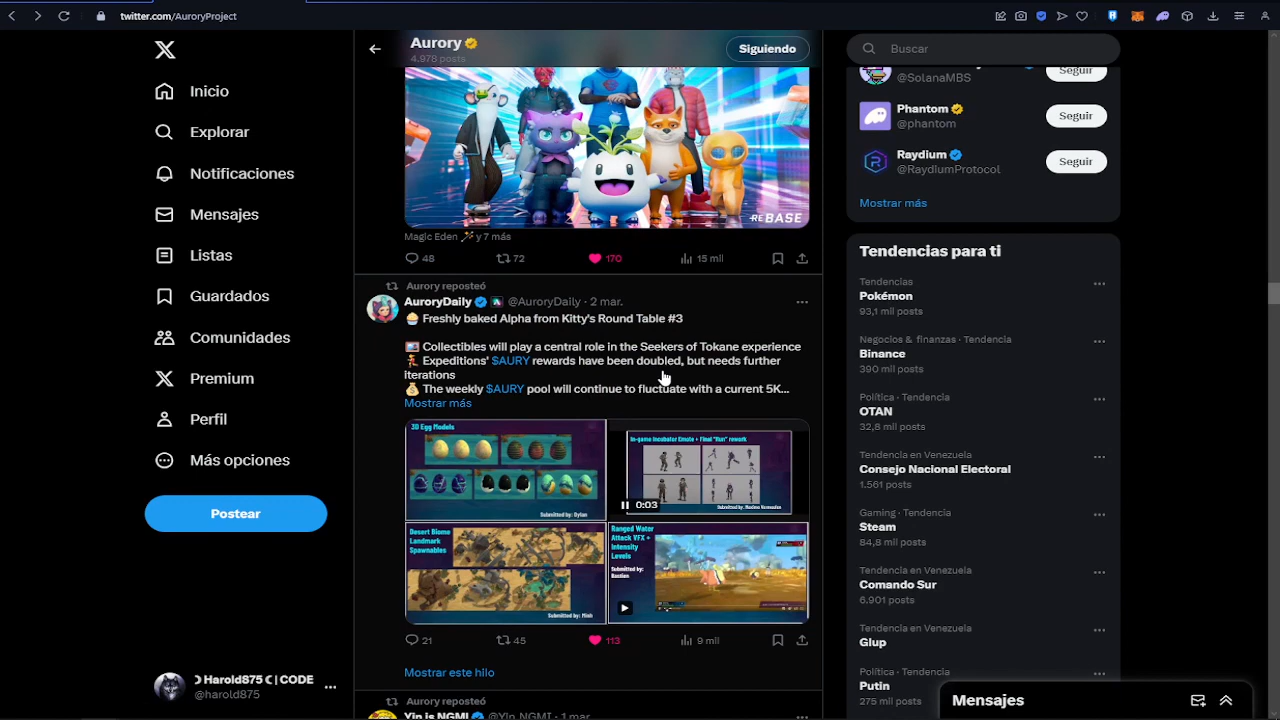 twitter.com/AuroryProject
Aurory
4.978 posts
Siguiendo
Buscar
Inicio
Explorar
Notificaciones
Mensajes
Listas
Guardados
Comunidades
Premium
Perfil
Más opciones
Postear
Harold875 | CODE
@harold875
REBASE
Magic Eden y 7 más
48
72
170
15 mil
Aurory reposteó
AuroryDaily @AuroryDaily · 2 mar.
Freshly baked Alpha from Kitty's Round Table #3
Collectibles will play a central role in the Seekers of Tokane experience
Expeditions' $AURY rewards have been doubled, but needs further
iterations
The weekly $AURY pool will continue to fluctuate with a current 5K...
Mostrar más
3D Egg Models
Submitted by: Dylan
In-game Incubator Emote + Final "Run" rework
0:03
Desert Biome
Landmark
Spawnables
Submitted by: Minh
Ranged Water
Attack VFX +
Intensity
Levels
Submitted by:
Bastien
21
45
113
9 mil
Mostrar este hilo
Aurory reposteó
Yin is NGMI @Yin_NGMI · 1 mar.
@SolanaMBS
Seguir
Phantom
@phantom
Seguir
Raydium
@RaydiumProtocol
Seguir
Mostrar más
Tendencias para ti
Tendencias
Pokémon
93,1 mil posts
Negocios & finanzas · Tendencia
Binance
390 mil posts
Política · Tendencia
OTAN
32,8 mil posts
Tendencia en Venezuela
Consejo Nacional Electoral
1.561 posts
Gaming · Tendencia
Steam
84,8 mil posts
Tendencia en Venezuela
Comando Sur
6.901 posts
Tendencia en Venezuela
Glup
Política · Tendencia
Putin
275 mil posts
Mensajes